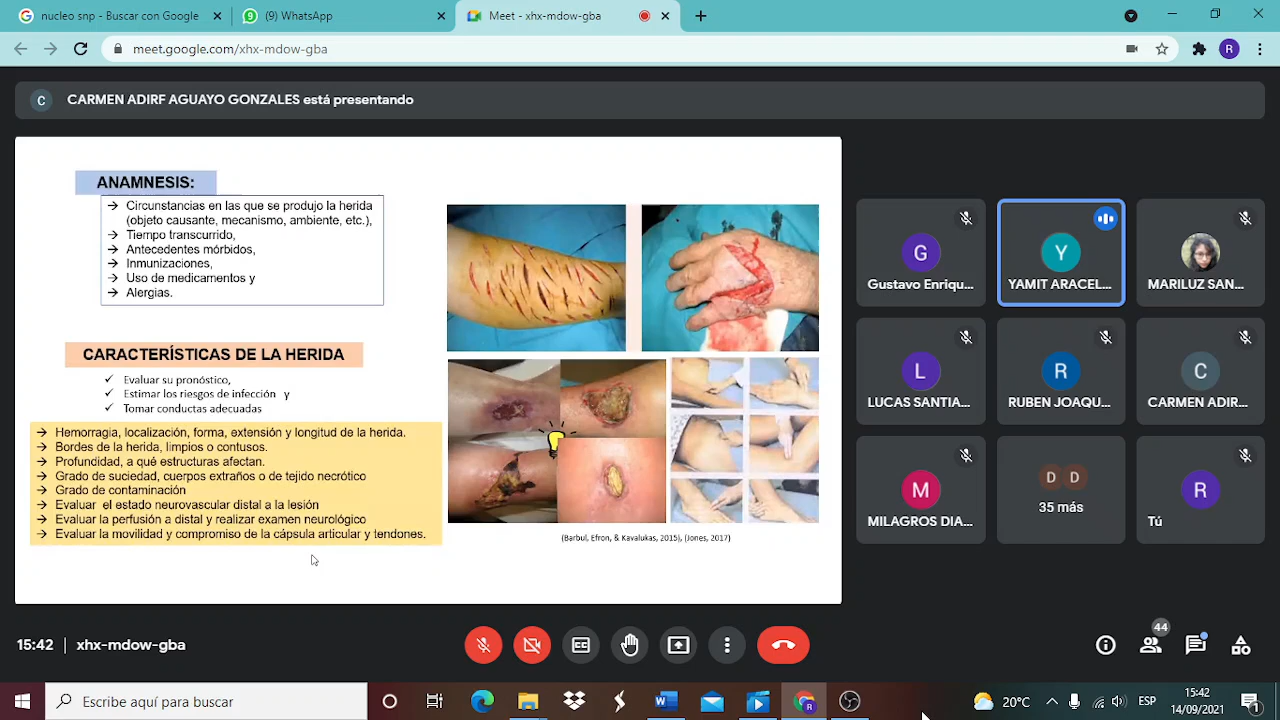 nucleo snp - Buscar con Google
(9) WhatsApp
Meet - xhx-mdow-gba
meet.google.com/xhx-mdow-gba
R
C
CARMEN ADIRF AGUAYO GONZALES está presentando
ANAMNESIS:
→ Circunstancias en las que se produjo la herida
(objeto causante, mecanismo, ambiente, etc.),
→ Tiempo transcurrido,
→ Antecedentes mórbidos,
→ Inmunizaciones,
→ Uso de medicamentos y
→ Alergias.
CARACTERÍSTICAS DE LA HERIDA
✓ Evaluar su pronóstico,
✓ Estimar los riesgos de infección y
✓ Tomar conductas adecuadas
→ Hemorragia, localización, forma, extensión y longitud de la herida.
→ Bordes de la herida, limpios o contusos.
→ Profundidad, a qué estructuras afectan.
→ Grado de suciedad, cuerpos extraños o de tejido necrótico
→ Grado de contaminación
→ Evaluar el estado neurovascular distal a la lesión
→ Evaluar la perfusión a distal y realizar examen neurológico
→ Evaluar la movilidad y compromiso de la cápsula articular y tendones.
(Barbul, Efron, & Kavalukas, 2015), (Jones, 2017)
G
Gustavo Enriqu...
Y
YAMIT ARACEL...
MARILUZ SAN...
L
LUCAS SANTIA...
R
RUBEN JOAQU...
C
CARMEN ADIR...
M
MILAGROS DIA...
D D
35 más
R
Tú
15:42 | xhx-mdow-gba
44
Escribe aquí para buscar
20°C
ESP
15:42
14/09/2021
1